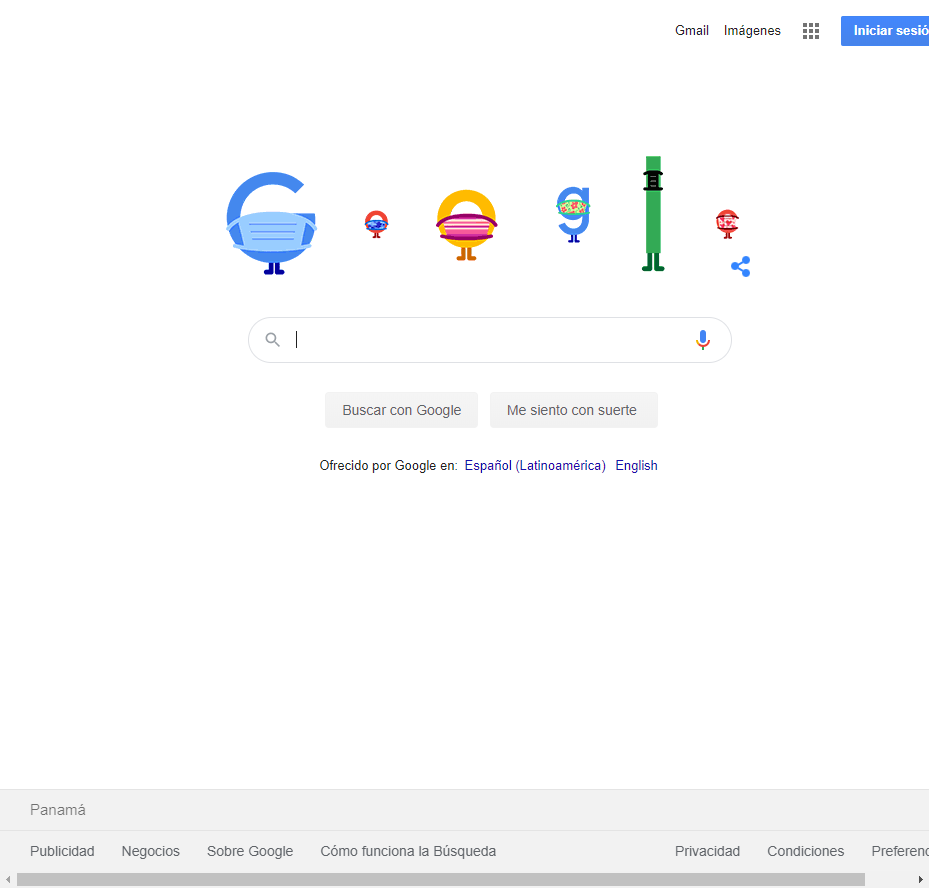 Gmail Imágenes Iniciar sesió
G o o g l e
Buscar con Google Me siento con suerte
Ofrecido por Google en: Español (Latinoamérica) English
Panamá
Publicidad Negocios Sobre Google Cómo funciona la Búsqueda Privacidad Condiciones Preferenc